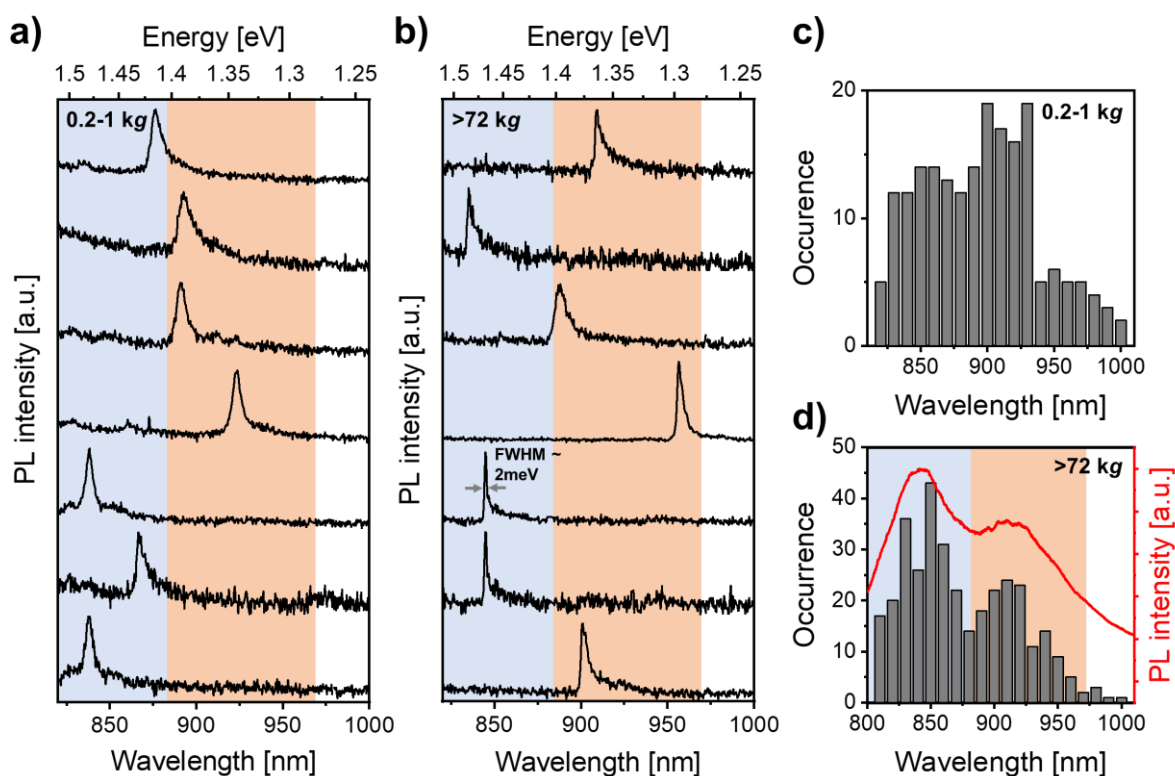 a)
Energy [eV]
1.5 1.45 1.4 1.35 1.3 1.25
0.2-1 kg
PL intensity [a.u.]
850 900 950 1000
Wavelength [nm]
b)
Energy [eV]
1.5 1.45 1.4 1.35 1.3 1.25
>72 kg
PL intensity [a.u.]
FWHM ~
2meV
850 900 950 1000
Wavelength [nm]
c)
0.2-1 kg
Occurence
20
10
0
850 900 950 1000
Wavelength [nm]
d)
>72 kg
Occurrence
50
40
30
20
10
0
800 850 900 950 1000
Wavelength [nm]
PL intensity [a.u.]